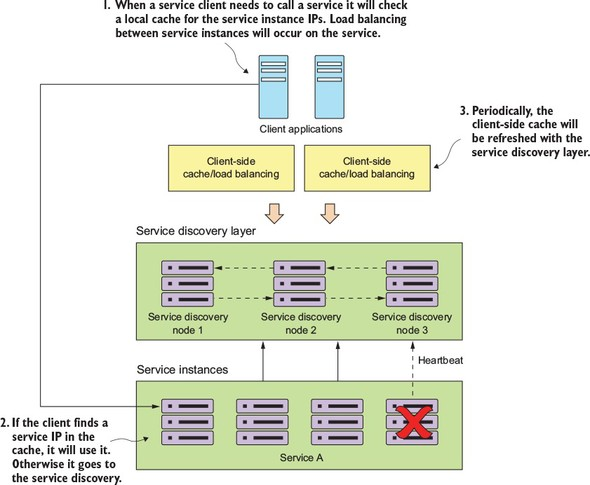 1. When a service client needs to call a service it will check
a local cache for the service instance IPs. Load balancing
between service instances will occur on the service.
Client applications
3. Periodically, the
client-side cache will
be refreshed with the
service discovery layer.
Client-side
cache/load balancing
Client-side
cache/load balancing
Service discovery layer
Service discovery
node 1
Service discovery
node 2
Service discovery
node 3
Heartbeat
Service instances
2. If the client finds a
service IP in the
cache, it will use it.
Otherwise it goes to
the service discovery.
Service A